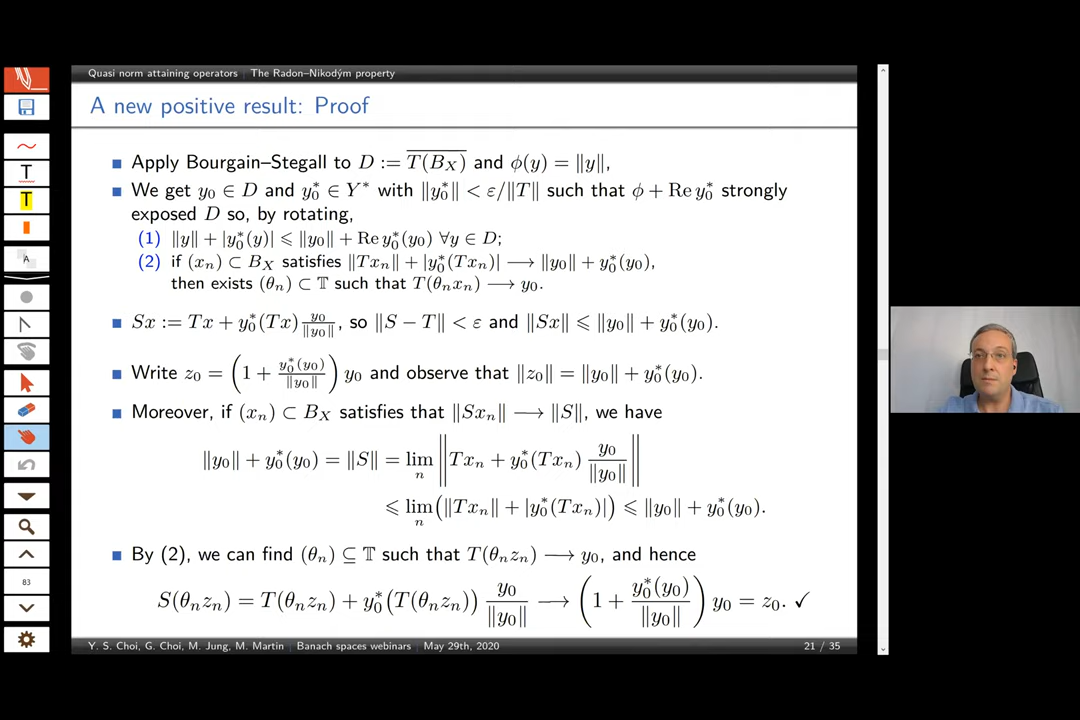 Quasi norm attaining operators | The Radon–Nikodým property
A new positive result: Proof
Apply Bourgain–Stegall to D := \overline{T(B_X)} and ϕ(y) = ‖y‖,
We get y_0 ∈ D and y_0^* ∈ Y^* with ‖y_0^*‖ < ε/‖T‖ such that ϕ + Re y_0^* strongly
exposed D so, by rotating,
(1) ‖y‖ + |y_0^*(y)| ⩽ ‖y_0‖ + Re y_0^*(y_0) ∀y ∈ D;
(2) if (x_n) ⊂ B_X satisfies ‖Tx_n‖ + |y_0^*(Tx_n)| ⟶ ‖y_0‖ + y_0^*(y_0),
then exists (θ_n) ⊂ 𝕋 such that T(θ_n x_n) ⟶ y_0.
Sx := Tx + y_0^*(Tx) \frac{y_0}{‖y_0‖}, so ‖S − T‖ < ε and ‖Sx‖ ⩽ ‖y_0‖ + y_0^*(y_0).
Write z_0 = (1 + \frac{y_0^*(y_0)}{‖y_0‖}) y_0 and observe that ‖z_0‖ = ‖y_0‖ + y_0^*(y_0).
Moreover, if (x_n) ⊂ B_X satisfies that ‖Sx_n‖ ⟶ ‖S‖, we have
‖y_0‖ + y_0^*(y_0) = ‖S‖ = \lim_n ‖Tx_n + y_0^*(Tx_n) \frac{y_0}{‖y_0‖}‖
⩽ \lim_n (‖Tx_n‖ + |y_0^*(Tx_n)|) ⩽ ‖y_0‖ + y_0^*(y_0).
By (2), we can find (θ_n) ⊆ 𝕋 such that T(θ_n z_n) ⟶ y_0, and hence
S(θ_n z_n) = T(θ_n z_n) + y_0^*(T(θ_n z_n)) \frac{y_0}{‖y_0‖} ⟶ (1 + \frac{y_0^*(y_0)}{‖y_0‖}) y_0 = z_0. ✓
Y. S. Choi, G. Choi, M. Jung, M. Martin | Banach spaces webinars | May 29th, 2020 21 / 35
T
T
A
83